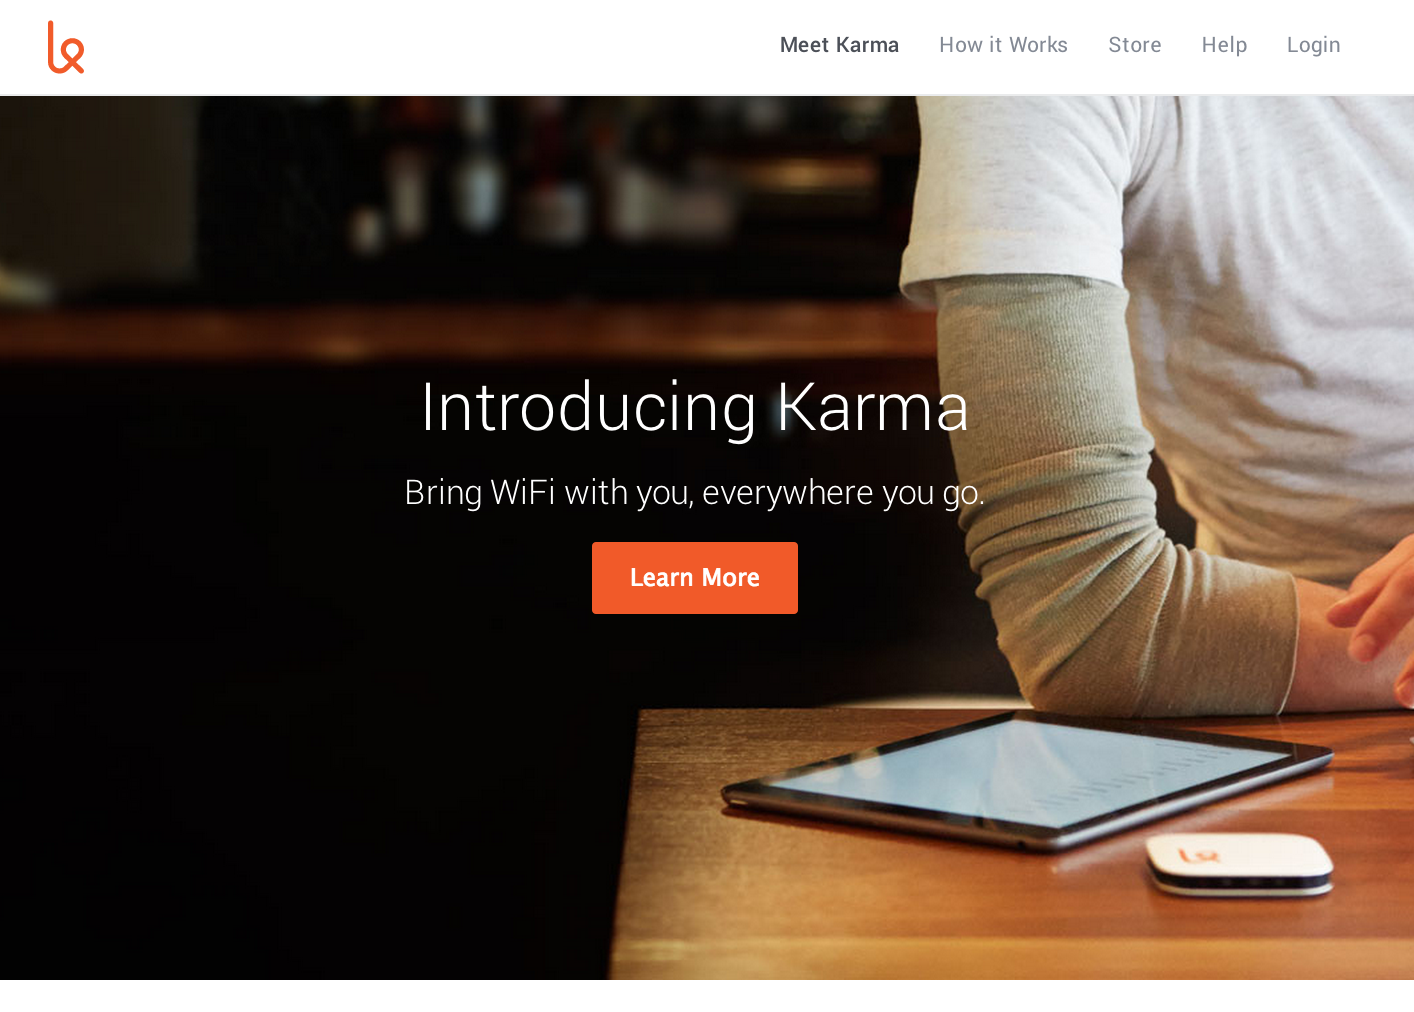 Meet Karma How it Works Store Help Login
Introducing Karma
Bring WiFi with you, everywhere you go.
Learn More